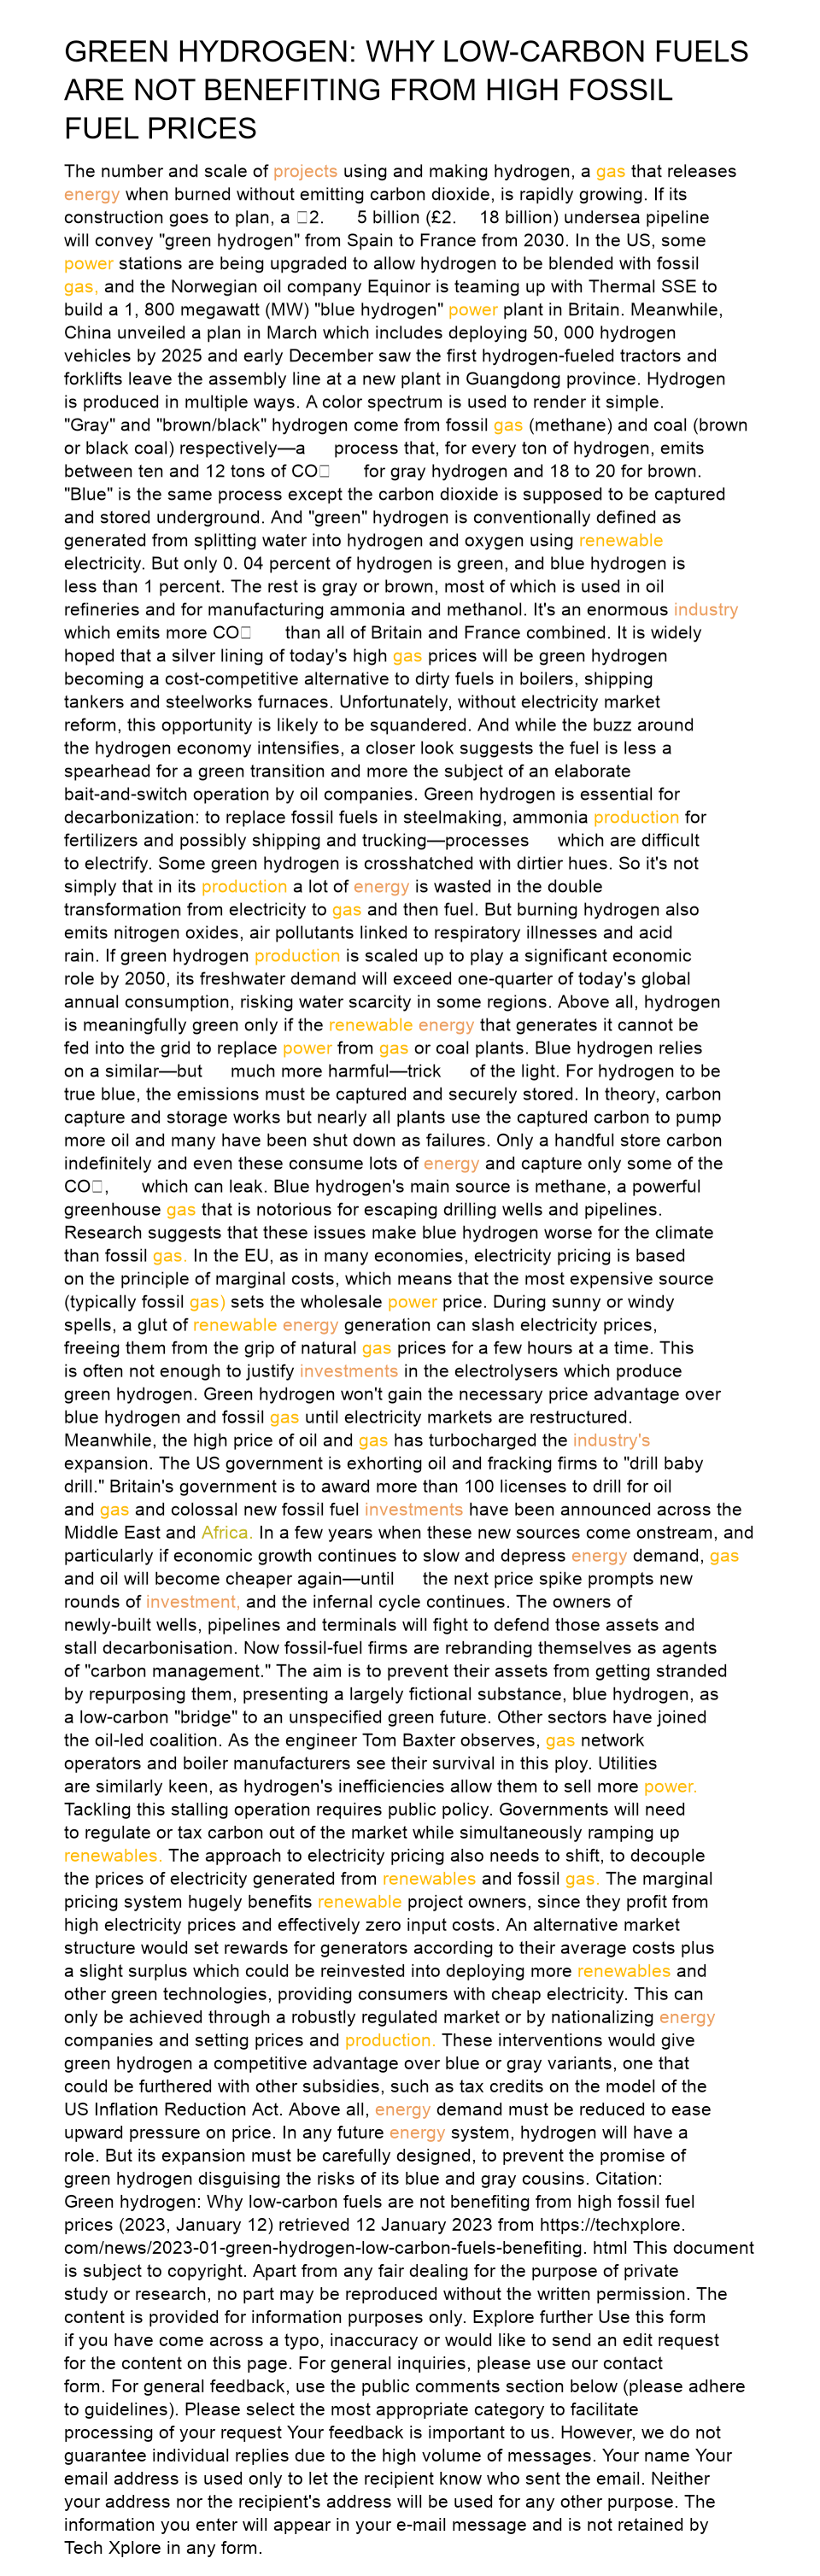 GREEN HYDROGEN: WHY LOW-CARBON FUELS
ARE NOT BENEFITING FROM HIGH FOSSIL
FUEL PRICES
The number and scale of projects using and making hydrogen, a gas that releases
energy when burned without emitting carbon dioxide, is rapidly growing. If its
construction goes to plan, a □2. 5 billion (£2. 18 billion) undersea pipeline
will convey "green hydrogen" from Spain to France from 2030. In the US, some
power stations are being upgraded to allow hydrogen to be blended with fossil
gas, and the Norwegian oil company Equinor is teaming up with Thermal SSE to
build a 1, 800 megawatt (MW) "blue hydrogen" power plant in Britain. Meanwhile,
China unveiled a plan in March which includes deploying 50, 000 hydrogen
vehicles by 2025 and early December saw the first hydrogen-fueled tractors and
forklifts leave the assembly line at a new plant in Guangdong province. Hydrogen
is produced in multiple ways. A color spectrum is used to render it simple.
"Gray" and "brown/black" hydrogen come from fossil gas (methane) and coal (brown
or black coal) respectively—a process that, for every ton of hydrogen, emits
between ten and 12 tons of CO□ for gray hydrogen and 18 to 20 for brown.
"Blue" is the same process except the carbon dioxide is supposed to be captured
and stored underground. And "green" hydrogen is conventionally defined as
generated from splitting water into hydrogen and oxygen using renewable
electricity. But only 0. 04 percent of hydrogen is green, and blue hydrogen is
less than 1 percent. The rest is gray or brown, most of which is used in oil
refineries and for manufacturing ammonia and methanol. It's an enormous industry
which emits more CO□ than all of Britain and France combined. It is widely
hoped that a silver lining of today's high gas prices will be green hydrogen
becoming a cost-competitive alternative to dirty fuels in boilers, shipping
tankers and steelworks furnaces. Unfortunately, without electricity market
reform, this opportunity is likely to be squandered. And while the buzz around
the hydrogen economy intensifies, a closer look suggests the fuel is less a
spearhead for a green transition and more the subject of an elaborate
bait-and-switch operation by oil companies. Green hydrogen is essential for
decarbonization: to replace fossil fuels in steelmaking, ammonia production for
fertilizers and possibly shipping and trucking—processes which are difficult
to electrify. Some green hydrogen is crosshatched with dirtier hues. So it's not
simply that in its production a lot of energy is wasted in the double
transformation from electricity to gas and then fuel. But burning hydrogen also
emits nitrogen oxides, air pollutants linked to respiratory illnesses and acid
rain. If green hydrogen production is scaled up to play a significant economic
role by 2050, its freshwater demand will exceed one-quarter of today's global
annual consumption, risking water scarcity in some regions. Above all, hydrogen
is meaningfully green only if the renewable energy that generates it cannot be
fed into the grid to replace power from gas or coal plants. Blue hydrogen relies
on a similar—but much more harmful—trick of the light. For hydrogen to be
true blue, the emissions must be captured and securely stored. In theory, carbon
capture and storage works but nearly all plants use the captured carbon to pump
more oil and many have been shut down as failures. Only a handful store carbon
indefinitely and even these consume lots of energy and capture only some of the
CO□, which can leak. Blue hydrogen's main source is methane, a powerful
greenhouse gas that is notorious for escaping drilling wells and pipelines.
Research suggests that these issues make blue hydrogen worse for the climate
than fossil gas. In the EU, as in many economies, electricity pricing is based
on the principle of marginal costs, which means that the most expensive source
(typically fossil gas) sets the wholesale power price. During sunny or windy
spells, a glut of renewable energy generation can slash electricity prices,
freeing them from the grip of natural gas prices for a few hours at a time. This
is often not enough to justify investments in the electrolysers which produce
green hydrogen. Green hydrogen won't gain the necessary price advantage over
blue hydrogen and fossil gas until electricity markets are restructured.
Meanwhile, the high price of oil and gas has turbocharged the industry's
expansion. The US government is exhorting oil and fracking firms to "drill baby
drill." Britain's government is to award more than 100 licenses to drill for oil
and gas and colossal new fossil fuel investments have been announced across the
Middle East and Africa. In a few years when these new sources come onstream, and
particularly if economic growth continues to slow and depress energy demand, gas
and oil will become cheaper again—until the next price spike prompts new
rounds of investment, and the infernal cycle continues. The owners of
newly-built wells, pipelines and terminals will fight to defend those assets and
stall decarbonisation. Now fossil-fuel firms are rebranding themselves as agents
of "carbon management." The aim is to prevent their assets from getting stranded
by repurposing them, presenting a largely fictional substance, blue hydrogen, as
a low-carbon "bridge" to an unspecified green future. Other sectors have joined
the oil-led coalition. As the engineer Tom Baxter observes, gas network
operators and boiler manufacturers see their survival in this ploy. Utilities
are similarly keen, as hydrogen's inefficiencies allow them to sell more power.
Tackling this stalling operation requires public policy. Governments will need
to regulate or tax carbon out of the market while simultaneously ramping up
renewables. The approach to electricity pricing also needs to shift, to decouple
the prices of electricity generated from renewables and fossil gas. The marginal
pricing system hugely benefits renewable project owners, since they profit from
high electricity prices and effectively zero input costs. An alternative market
structure would set rewards for generators according to their average costs plus
a slight surplus which could be reinvested into deploying more renewables and
other green technologies, providing consumers with cheap electricity. This can
only be achieved through a robustly regulated market or by nationalizing energy
companies and setting prices and production. These interventions would give
green hydrogen a competitive advantage over blue or gray variants, one that
could be furthered with other subsidies, such as tax credits on the model of the
US Inflation Reduction Act. Above all, energy demand must be reduced to ease
upward pressure on price. In any future energy system, hydrogen will have a
role. But its expansion must be carefully designed, to prevent the promise of
green hydrogen disguising the risks of its blue and gray cousins. Citation:
Green hydrogen: Why low-carbon fuels are not benefiting from high fossil fuel
prices (2023, January 12) retrieved 12 January 2023 from https://techxplore.
com/news/2023-01-green-hydrogen-low-carbon-fuels-benefiting. html This document
is subject to copyright. Apart from any fair dealing for the purpose of private
study or research, no part may be reproduced without the written permission. The
content is provided for information purposes only. Explore further Use this form
if you have come across a typo, inaccuracy or would like to send an edit request
for the content on this page. For general inquiries, please use our contact
form. For general feedback, use the public comments section below (please adhere
to guidelines). Please select the most appropriate category to facilitate
processing of your request Your feedback is important to us. However, we do not
guarantee individual replies due to the high volume of messages. Your name Your
email address is used only to let the recipient know who sent the email. Neither
your address nor the recipient's address will be used for any other purpose. The
information you enter will appear in your e-mail message and is not retained by
Tech Xplore in any form.